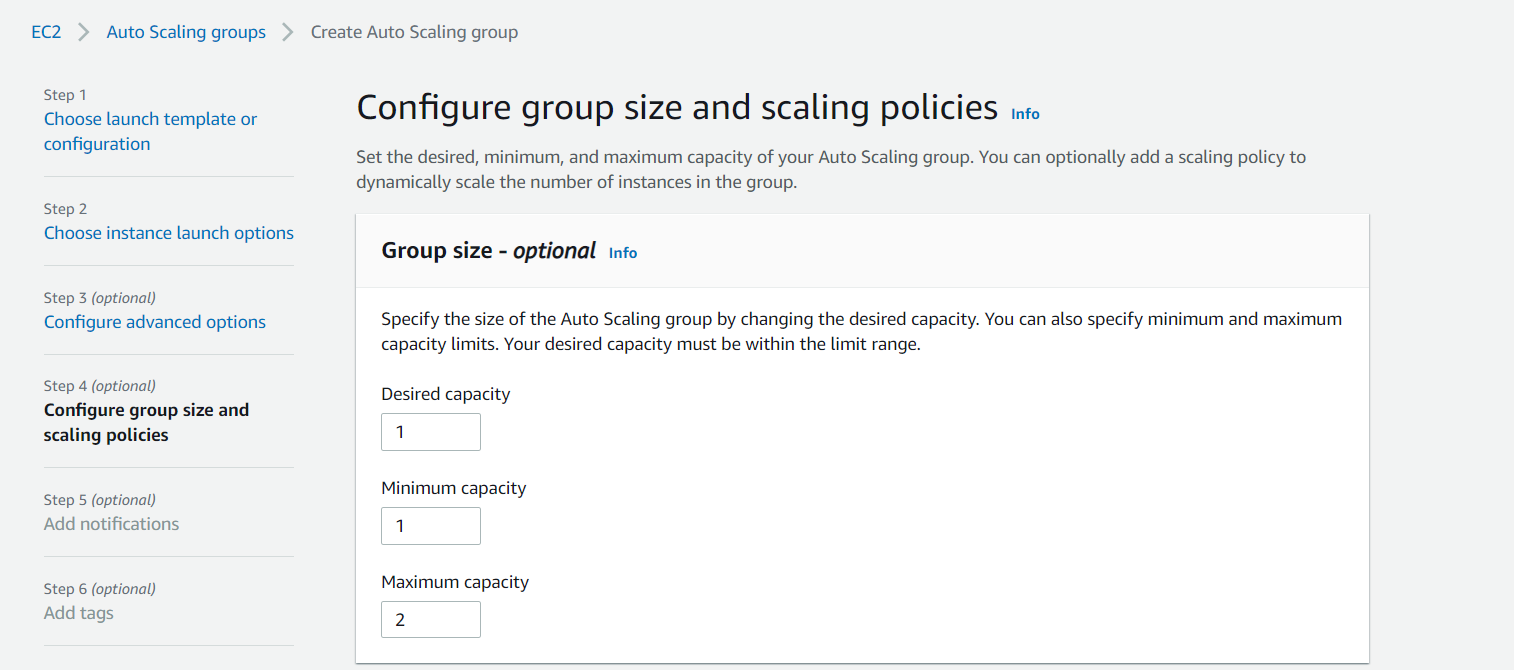 EC2 > Auto Scaling groups > Create Auto Scaling group
Step 1
Choose launch template or
configuration
Step 2
Choose instance launch options
Step 3 (optional)
Configure advanced options
Step 4 (optional)
Configure group size and
scaling policies
Step 5 (optional)
Add notifications
Step 6 (optional)
Add tags
Configure group size and scaling policies Info
Set the desired, minimum, and maximum capacity of your Auto Scaling group. You can optionally add a scaling policy to
dynamically scale the number of instances in the group.
Group size - optional Info
Specify the size of the Auto Scaling group by changing the desired capacity. You can also specify minimum and maximum
capacity limits. Your desired capacity must be within the limit range.
Desired capacity
1
Minimum capacity
1
Maximum capacity
2